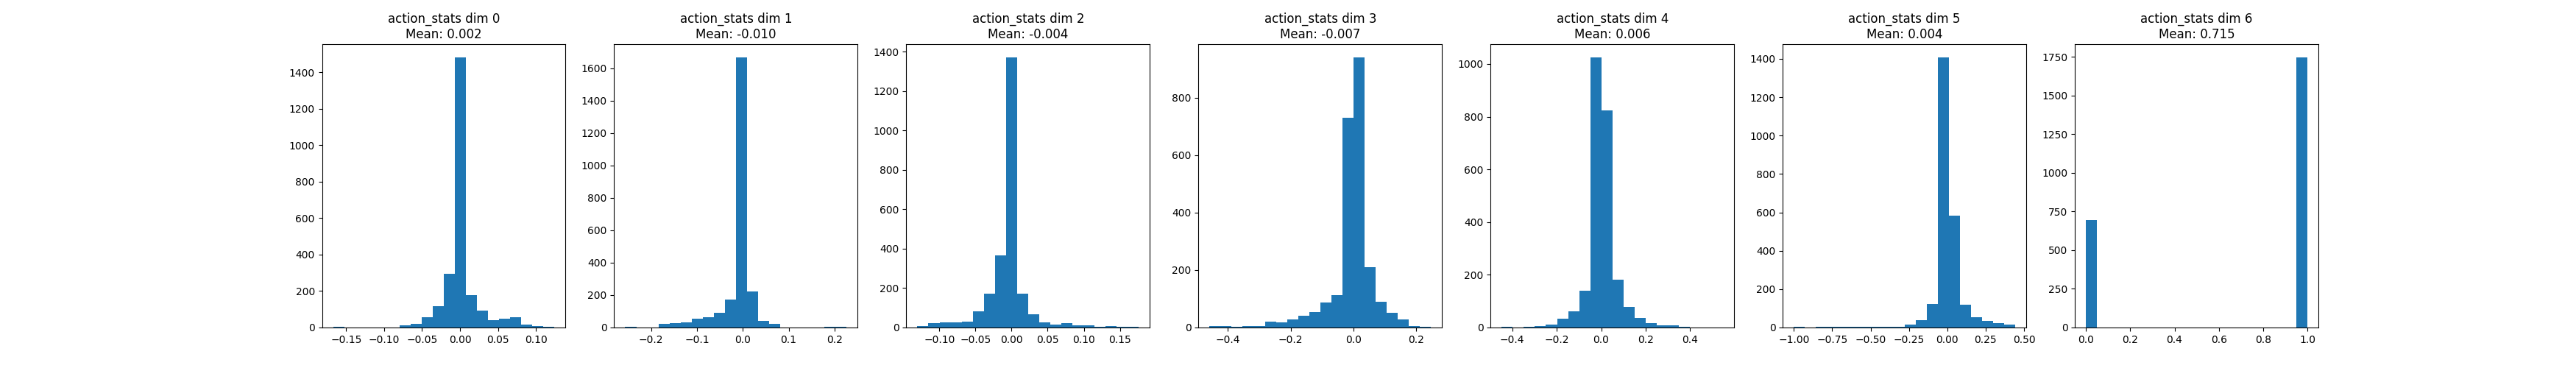 action_stats dim 0
Mean: 0.002
1400
1200
1000
800
600
400
200
0
−0.15 −0.10 −0.05 0.00 0.05 0.10
action_stats dim 1
Mean: -0.010
1600
1400
1200
1000
800
600
400
200
0
−0.2 −0.1 0.0 0.1 0.2
action_stats dim 2
Mean: -0.004
1400
1200
1000
800
600
400
200
0
−0.10 −0.05 0.00 0.05 0.10 0.15
action_stats dim 3
Mean: -0.007
800
600
400
200
0
−0.4 −0.2 0.0 0.2
action_stats dim 4
Mean: 0.006
1000
800
600
400
200
0
−0.4 −0.2 0.0 0.2 0.4
action_stats dim 5
Mean: 0.004
1400
1200
1000
800
600
400
200
0
−1.00 −0.75 −0.50 −0.25 0.00 0.25 0.50
action_stats dim 6
Mean: 0.715
1750
1500
1250
1000
750
500
250
0
0.0 0.2 0.4 0.6 0.8 1.0